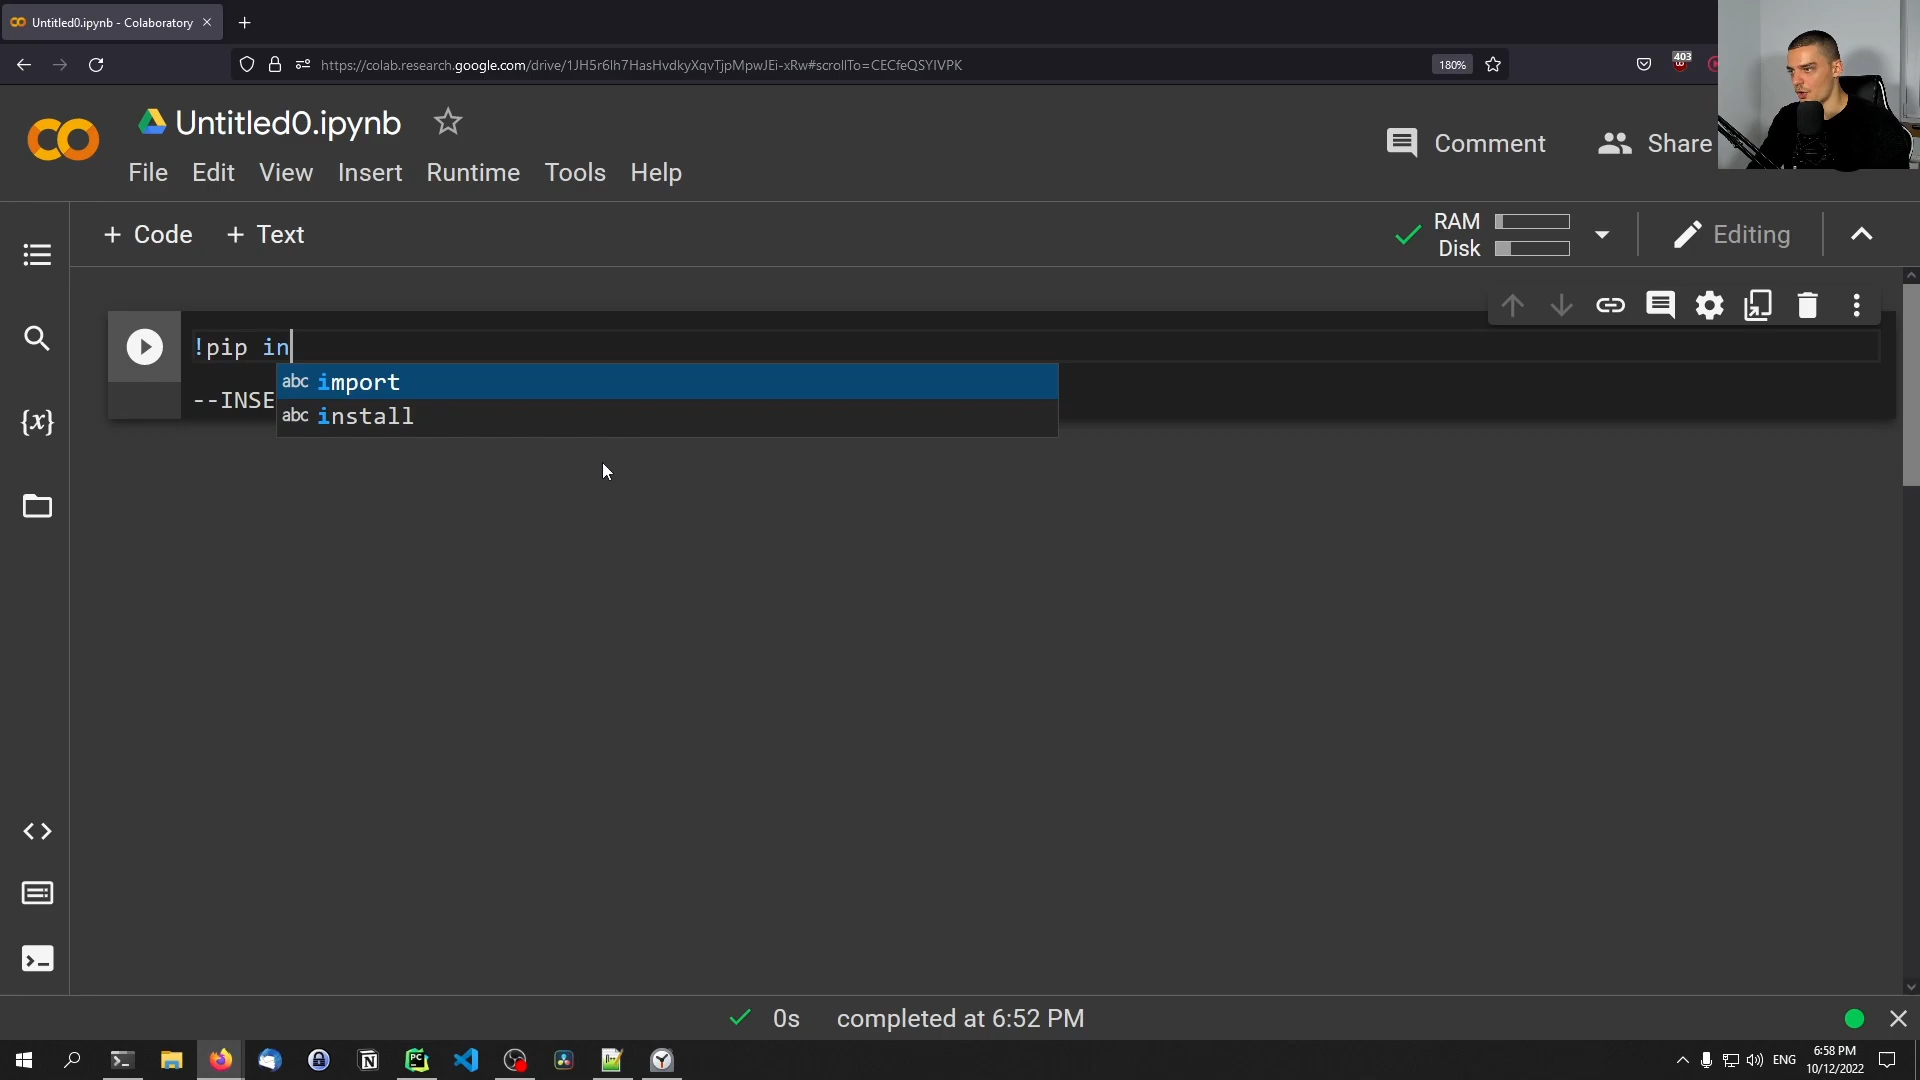 Untitled0.ipynb - Colaboratory
https://colab.research.google.com/drive/1JH5r6lh7HasHvdkyXqvTjpMpwJEi-xRw#scrollTo=CECfeQSYIVPK
180%
403
Untitled0.ipynb
Comment
Share
File Edit View Insert Runtime Tools Help
+ Code + Text
RAM
Disk
Editing
!pip in
abc import
--INSE
abc install
{x}
0s completed at 6:52 PM
ENG
6:58 PM
10/12/2022